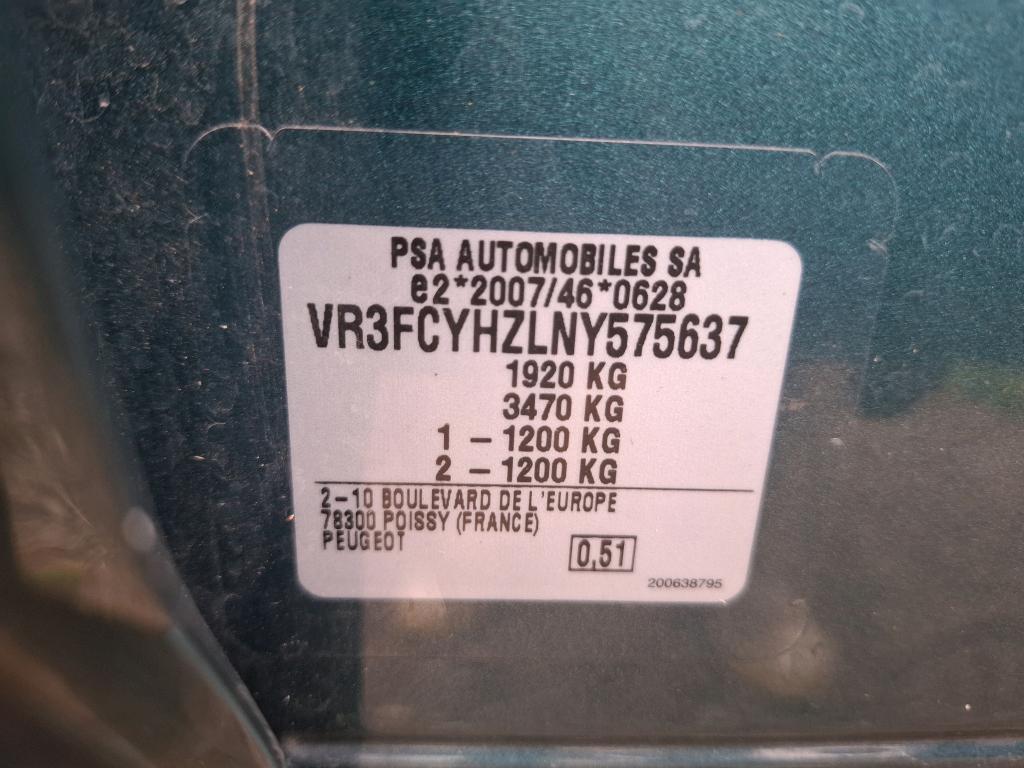 PSA AUTOMOBILES SA
e2*2007/46*0628
VR3FCYHZLNY575637
1920 KG
3470 KG
1 – 1200 KG
2 – 1200 KG
2–10 BOULEVARD DE L'EUROPE
78300 POISSY (FRANCE)
PEUGEOT
0,51
200638795